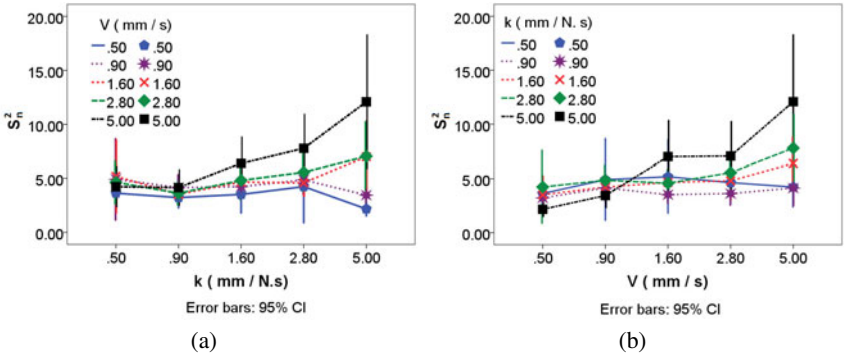 20.00
15.00
10.00
5.00
0.00
S²n
V ( mm / s)
.50 .50
.90 .90
1.60 1.60
2.80 2.80
5.00 5.00
.50 .90 1.60 2.80 5.00
k ( mm / N.s)
Error bars: 95% CI
(a)
20.00
15.00
10.00
5.00
0.00
S²n
k ( mm / N. s)
.50 .50
.90 .90
1.60 1.60
2.80 2.80
5.00 5.00
.50 .90 1.60 2.80 5.00
V ( mm / s)
Error bars: 95% CI
(b)